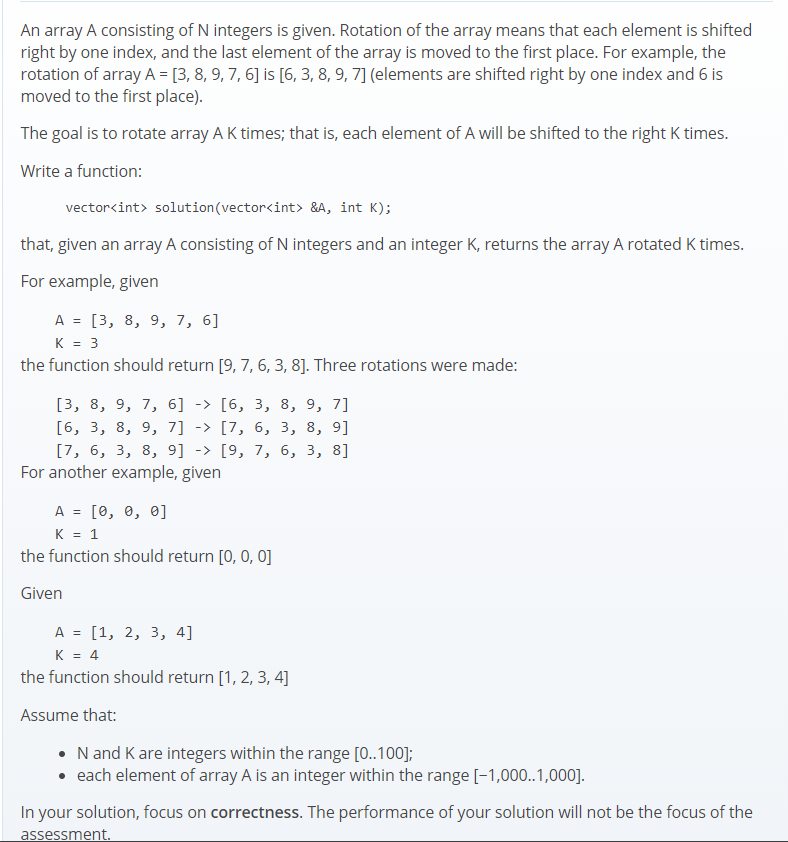 An array A consisting of N integers is given. Rotation of the array means that each element is shifted
right by one index, and the last element of the array is moved to the first place. For example, the
rotation of array A = [3, 8, 9, 7, 6] is [6, 3, 8, 9, 7] (elements are shifted right by one index and 6 is
moved to the first place).
The goal is to rotate array A K times; that is, each element of A will be shifted to the right K times.
Write a function:
vector<int> solution(vector<int> &A, int K);
that, given an array A consisting of N integers and an integer K, returns the array A rotated K times.
For example, given
A = [3, 8, 9, 7, 6]
K = 3
the function should return [9, 7, 6, 3, 8]. Three rotations were made:
[3, 8, 9, 7, 6] -> [6, 3, 8, 9, 7]
[6, 3, 8, 9, 7] -> [7, 6, 3, 8, 9]
[7, 6, 3, 8, 9] -> [9, 7, 6, 3, 8]
For another example, given
A = [0, 0, 0]
K = 1
the function should return [0, 0, 0]
Given
A = [1, 2, 3, 4]
K = 4
the function should return [1, 2, 3, 4]
Assume that:
• N and K are integers within the range [0..100];
• each element of array A is an integer within the range [−1,000..1,000].
In your solution, focus on correctness. The performance of your solution will not be the focus of the
assessment.